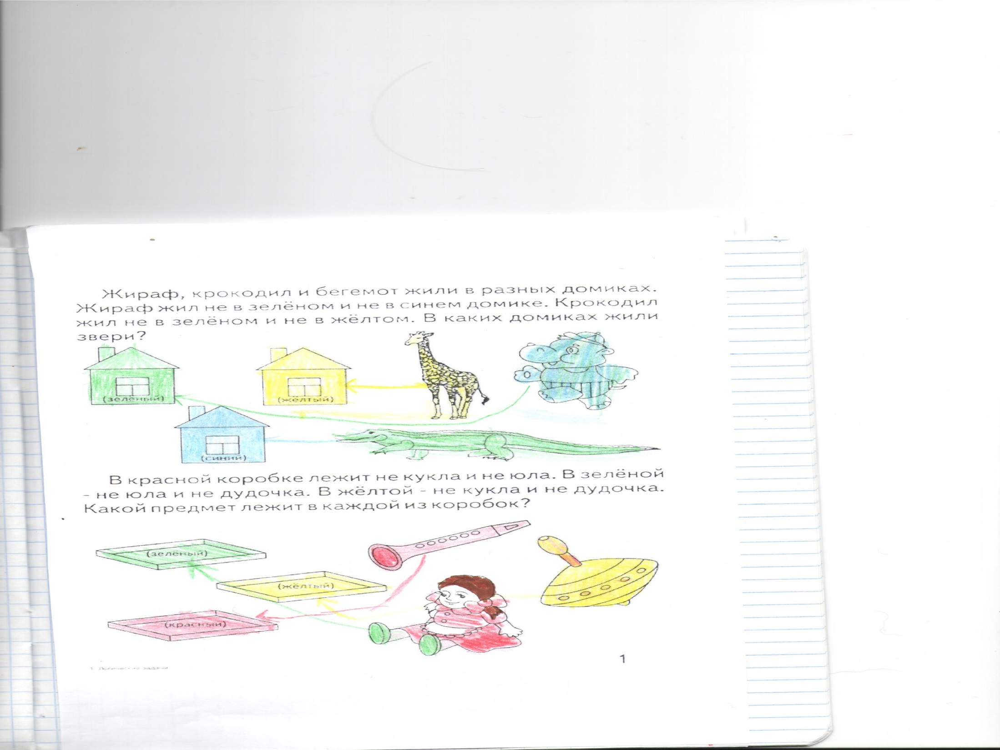 Жираф, крокодил и бегемот жили в разных домиках.
Жираф жил не в зелёном и не в синем домике. Крокодил
жил не в зелёном и не в жёлтом. В каких домиках жили
звери?
(зелёный)
(жёлтый)
(синий)
В красной коробке лежит не кукла и не юла. В зелёной
- не юла и не дудочка. В жёлтой - не кукла и не дудочка.
Какой предмет лежит в каждой из коробок?
(зелёный)
(жёлтый)
(красный)
1
1 Логические задачи